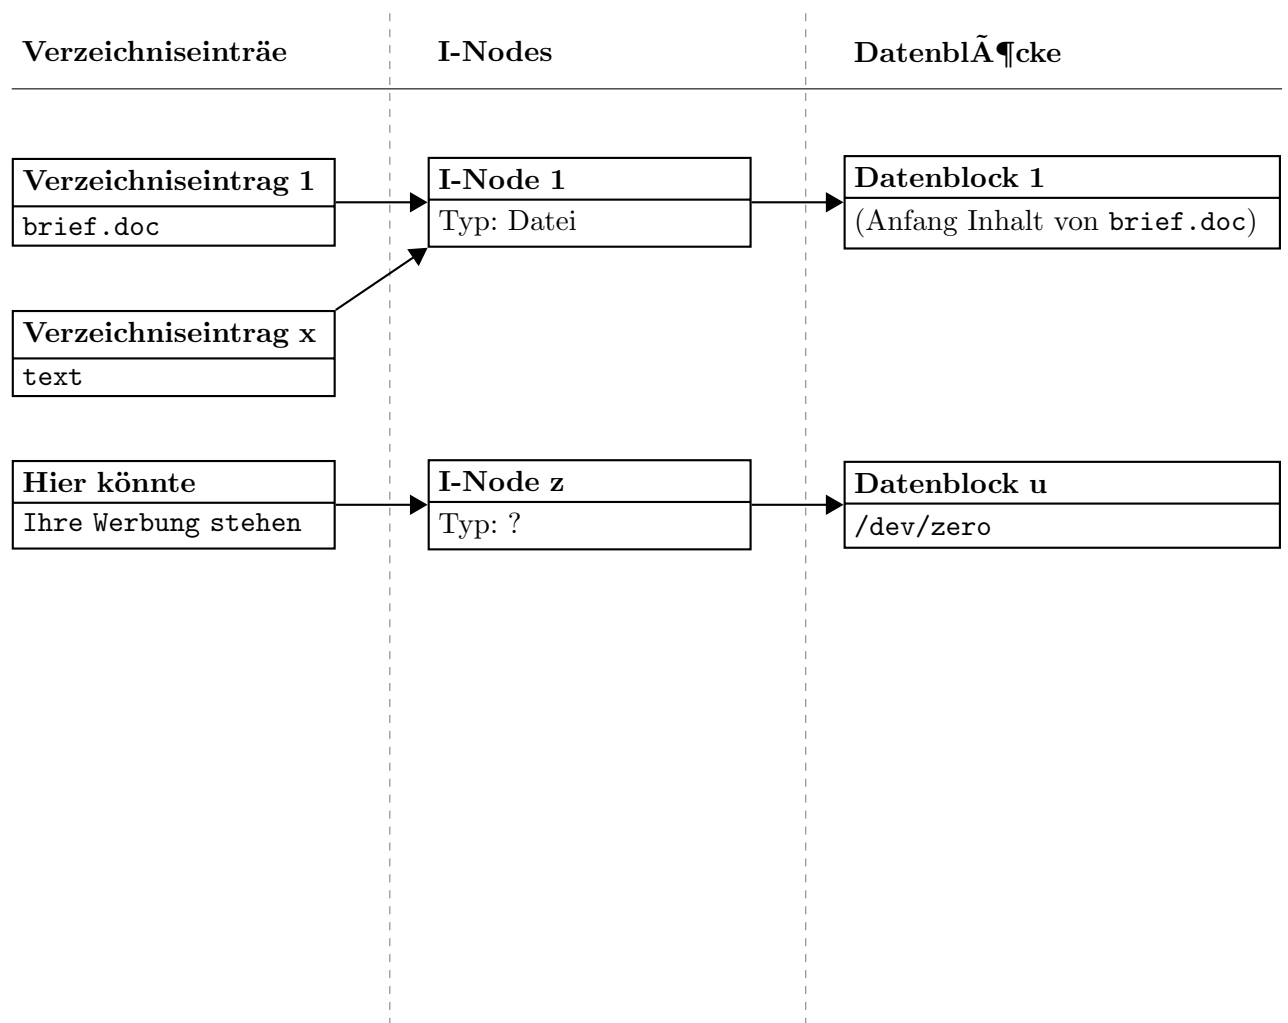 Verzeichniseinträe
I-Nodes
DatenblÃ¶cke
Verzeichniseintrag 1
brief.doc
I-Node 1
Typ: Datei
Datenblock 1
(Anfang Inhalt von brief.doc)
Verzeichniseintrag x
text
Hier könnte
Ihre Werbung stehen
I-Node z
Typ: ?
Datenblock u
/dev/zero